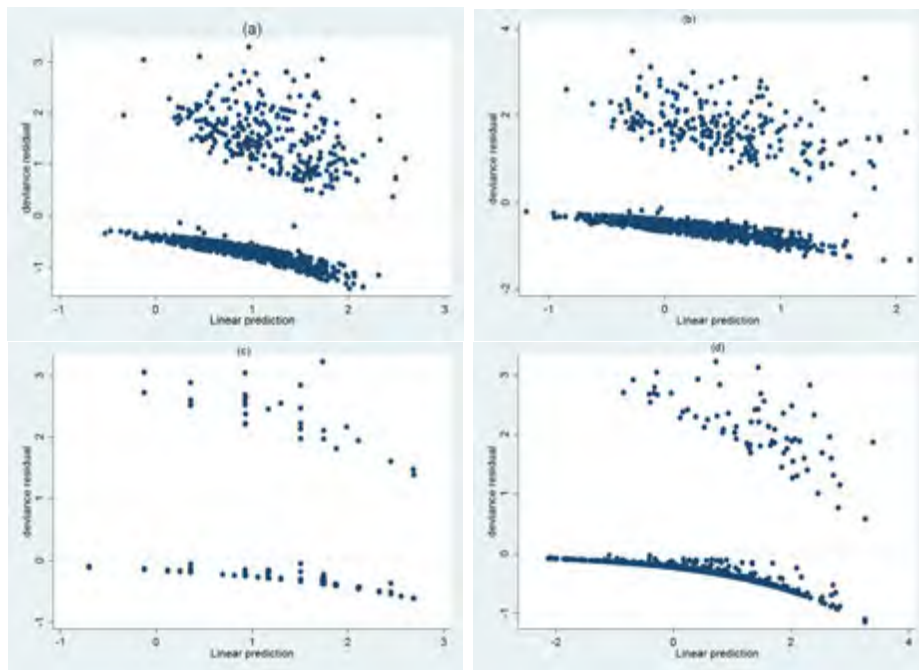 (a)
deviance residual
3
2
1
0
-1
-1 0 1 2 3
Linear prediction
(b)
deviance residual
4
2
0
-2
-1 0 1 2
Linear prediction
(c)
deviance residual
3
2
1
0
-1
-1 0 1 2 3
Linear prediction
(d)
deviance residual
3
2
1
0
-1
-2 0 2 4
Linear prediction